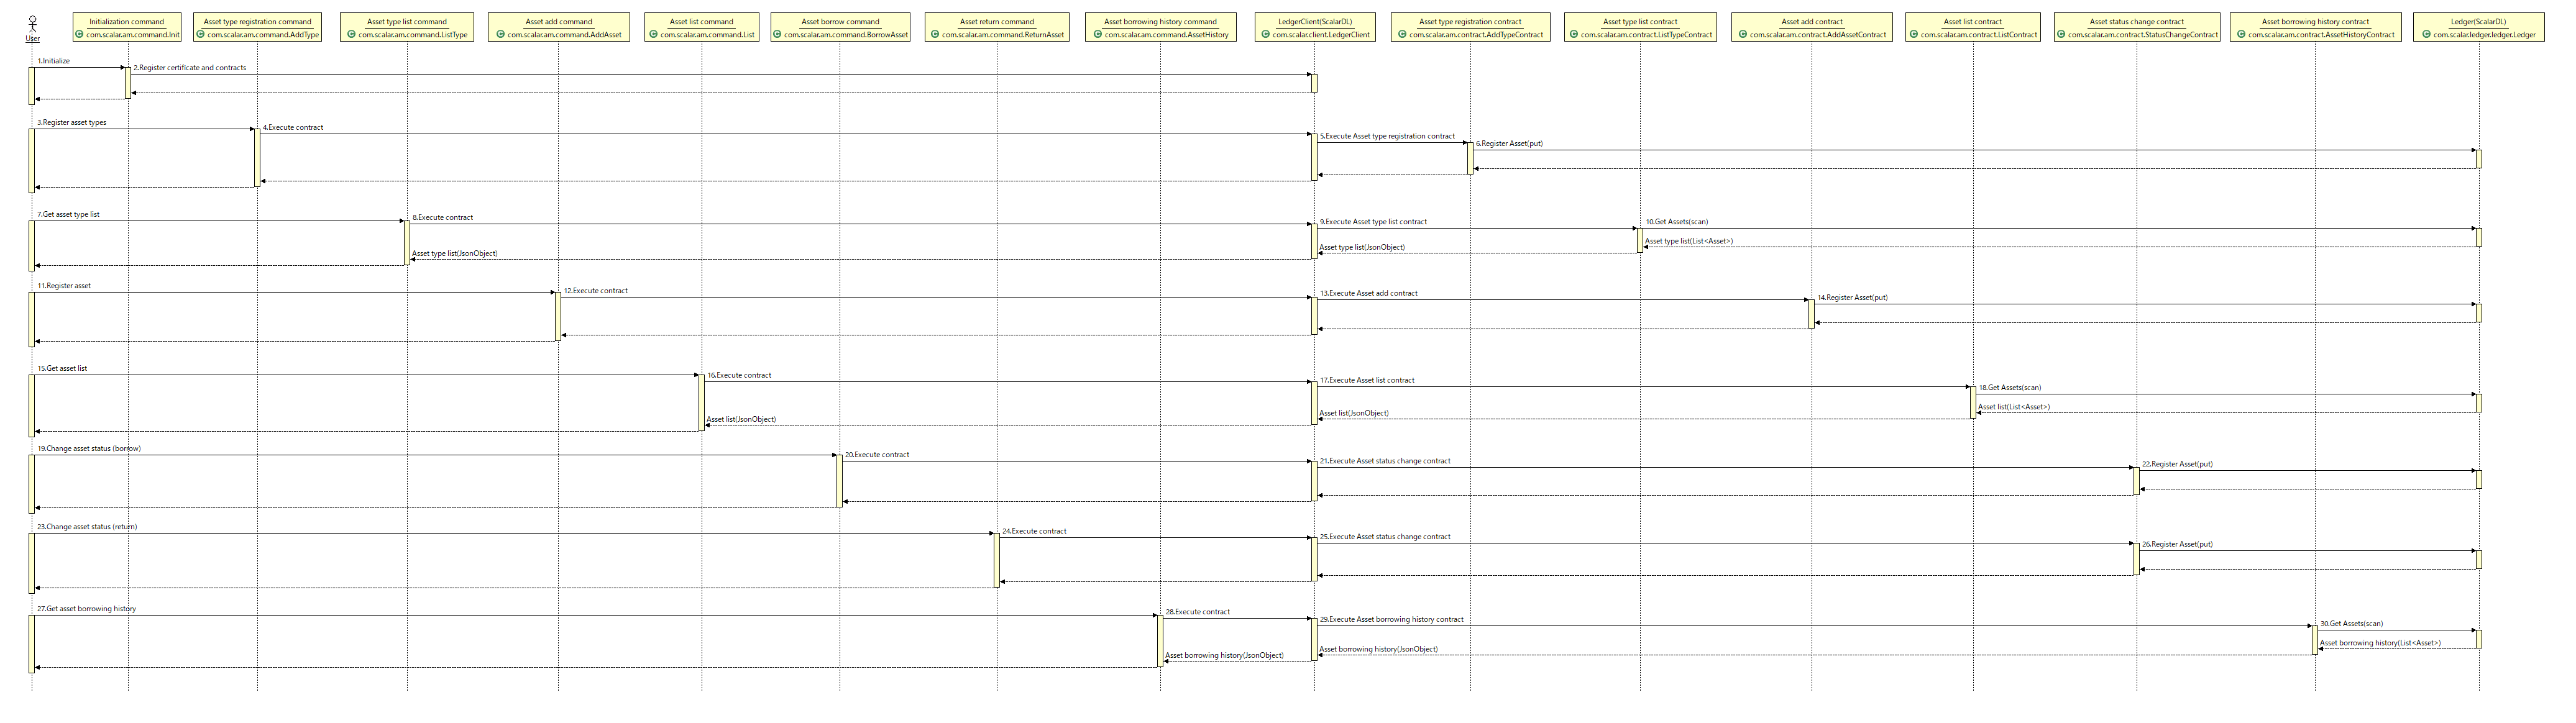 User
Initialization command
C com.scalar.am.command.Init
Asset type registration command
C com.scalar.am.command.AddType
Asset type list command
C com.scalar.am.command.ListType
Asset add command
C com.scalar.am.command.AddAsset
Asset list command
C com.scalar.am.command.List
Asset borrow command
C com.scalar.am.command.BorrowAsset
Asset return command
C com.scalar.am.command.ReturnAsset
Asset borrowing history command
C com.scalar.am.command.AssetHistory
LedgerClient(ScalarDL)
C com.scalar.client.LedgerClient
Asset type registration contract
C com.scalar.am.contract.AddTypeContract
Asset type list contract
C com.scalar.am.contract.ListTypeContract
Asset add contract
C com.scalar.am.contract.AddAssetContract
Asset list contract
C com.scalar.am.contract.ListContract
Asset status change contract
C com.scalar.am.contract.StatusChangeContract
Asset borrowing history contract
C com.scalar.am.contract.AssetHistoryContract
Ledger(ScalarDL)
C com.scalar.ledger.ledger.Ledger
1.Initialize
2.Register certificate and contracts
3.Register asset types
4.Execute contract
5.Execute Asset type registration contract
6.Register Asset(put)
7.Get asset type list
8.Execute contract
9.Execute Asset type list contract
10.Get Assets(scan)
Asset type list(List<Asset>)
Asset type list(JsonObject)
Asset type list(JsonObject)
11.Register asset
12.Execute contract
13.Execute Asset add contract
14.Register Asset(put)
15.Get asset list
16.Execute contract
17.Execute Asset list contract
18.Get Assets(scan)
Asset list(List<Asset>)
Asset list(JsonObject)
Asset list(JsonObject)
19.Change asset status (borrow)
20.Execute contract
21.Execute Asset status change contract
22.Register Asset(put)
23.Change asset status (return)
24.Execute contract
25.Execute Asset status change contract
26.Register Asset(put)
27.Get asset borrowing history
28.Execute contract
29.Execute Asset borrowing history contract
30.Get Assets(scan)
Asset borrowing history(List<Asset>)
Asset borrowing history(JsonObject)
Asset borrowing history(JsonObject)